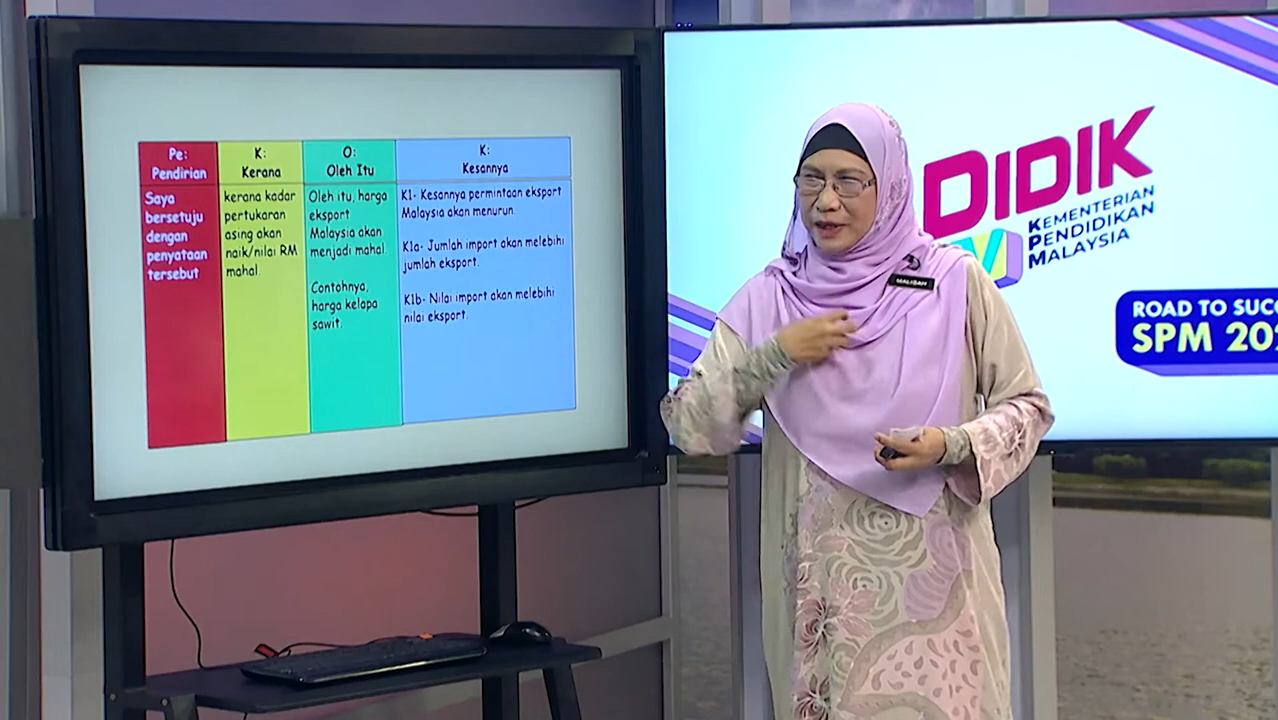 Pe:
Pendirian
Saya
bersetuju
dengan
penyataan
tersebut
K:
Kerana
kerana kadar
pertukaran
asing akan
naik/nilai RM
mahal.
O:
Oleh Itu
Oleh itu, harga
eksport
Malaysia akan
menjadi mahal.
Contohnya,
harga kelapa
sawit.
K:
Kesannya
K1- Kesannya permintaan eksport
Malaysia akan menurun.
K1a- Jumlah import akan melebihi
jumlah eksport.
K1b- Nilai import akan melebihi
nilai eksport.
DIDIK
KEMENTERIAN
PENDIDIKAN
MALAYSIA
ROAD TO SUCC
SPM 202